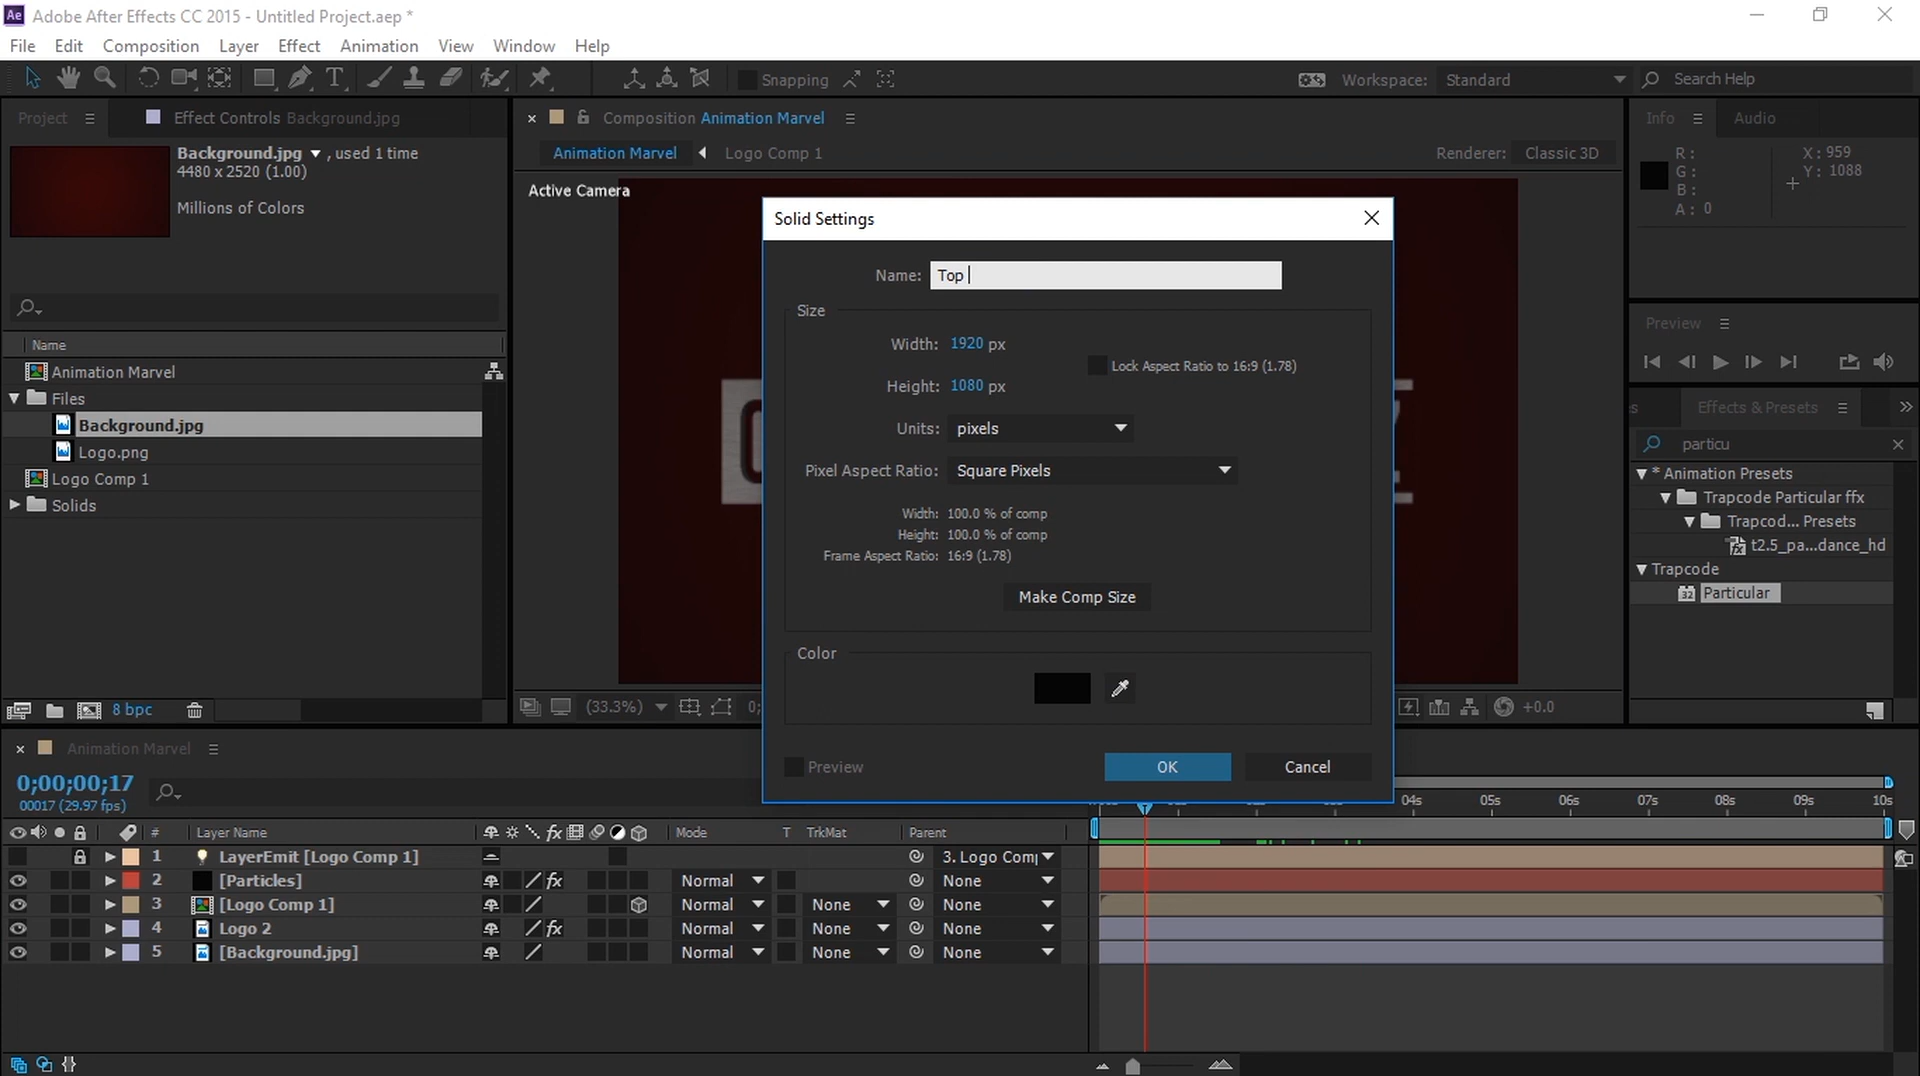 Ae Adobe After Effects CC 2015 - Untitled Project.aep *
File Edit Composition Layer Effect Animation View Window Help
T Snapping Workspace: Standard Search Help
Project Effect Controls Background.jpg
Background.jpg , used 1 time
4480 x 2520 (1.00)
Millions of Colors
Name
Animation Marvel
Files
Background.jpg
Logo.png
Logo Comp 1
Solids
8 bpc
Composition Animation Marvel
Animation Marvel Logo Comp 1 Renderer: Classic 3D
Active Camera
(33.3%) +0.0
Solid Settings
Name: Top
Size
Width: 1920 px
Lock Aspect Ratio to 16:9 (1.78)
Height: 1080 px
Units: pixels
Pixel Aspect Ratio: Square Pixels
Width: 100.0 % of comp
Height: 100.0 % of comp
Frame Aspect Ratio: 16:9 (1.78)
Make Comp Size
Color
Preview OK Cancel
Info Audio
R: X: 959
G: Y: 1088
B:
A: 0
Preview
Effects & Presets
particu
* Animation Presets
Trapcode Particular ffx
Trapcod... Presets
t2.5_pa...dance_hd
Trapcode
32 Particular
Animation Marvel
0;00;00;17
00017 (29.97 fps)
04s 05s 06s 07s 08s 09s 10s
# Layer Name fx Mode T TrkMat Parent
1 LayerEmit [Logo Comp 1] 3. Logo Com
2 [Particles] fx Normal None
3 [Logo Comp 1] Normal None None
4 Logo 2 fx Normal None None
5 [Background.jpg] Normal None None